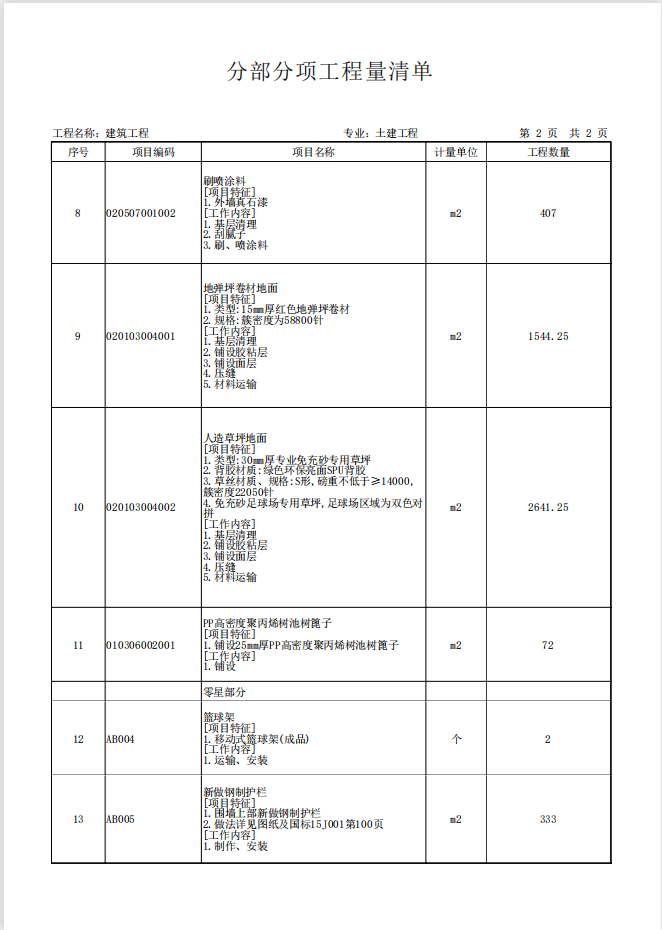 分部分项工程量清单
工程名称：建筑工程 专业：土建工程 第 2 页 共 2 页
序号 项目编码 项目名称 计量单位 工程数量
8 020507001002 刷喷涂料 m2 407
[项目特征]
1.外墙真石漆
[工作内容]
1.基层清理
2.刮腻子
3.刷、喷涂料
9 020103004001 地弹坪卷材地面 m2 1544.25
[项目特征]
1.类型:15mm厚红色地弹坪卷材
2.规格:簇密度为58800针
[工作内容]
1.基层清理
2.铺设胶粘层
3.铺设面层
4.压缝
5.材料运输
10 020103004002 人造草坪地面 m2 2641.25
[项目特征]
1.类型:30mm厚专业免充砂专用草坪
2.背胶材质:绿色环保亮面SPU背胶
3.草丝材质、规格:S形,磅重不低于≥14000,
簇密度22050针
4.免充砂足球场专用草坪,足球场区域为双色对
拼
[工作内容]
1.基层清理
2.铺设胶粘层
3.铺设面层
4.压缝
5.材料运输
11 010306002001 PP高密度聚丙烯树池树篦子 m2 72
[项目特征]
1.铺设25mm厚PP高密度聚丙烯树池树篦子
[工作内容]
1.铺设
零星部分
12 AB004 篮球架 个 2
[项目特征]
1.移动式篮球架(成品)
[工作内容]
1.运输、安装
13 AB005 新做钢制护栏 m2 333
[项目特征]
1.围墙上部新做钢制护栏
2.做法详见图纸及国标15J001第100页
[工作内容]
1.制作、安装